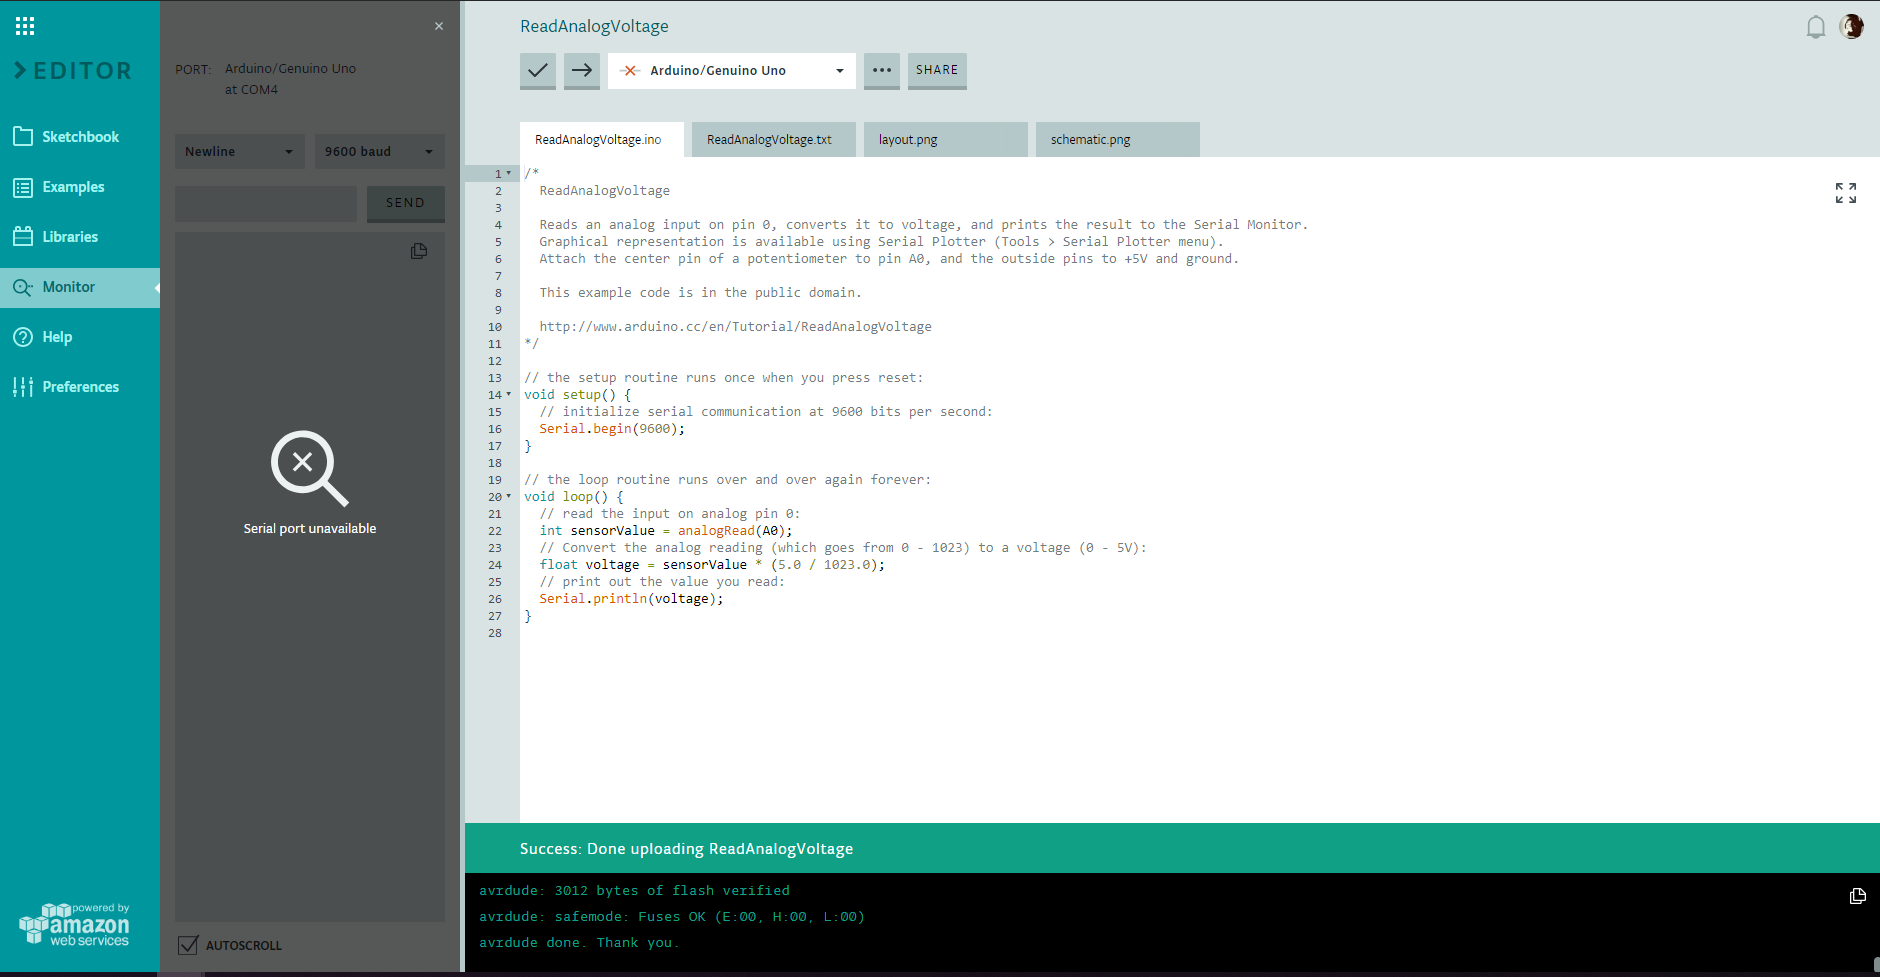 EDITOR
Sketchbook
Examples
Libraries
Monitor
Help
Preferences
powered by
amazon
web services
PORT: Arduino/Genuino Uno
at COM4
Newline
9600 baud
SEND
Serial port unavailable
AUTOSCROLL
ReadAnalogVoltage
Arduino/Genuino Uno
SHARE
ReadAnalogVoltage.ino ReadAnalogVoltage.txt layout.png schematic.png
1 /*
2 ReadAnalogVoltage
3
4 Reads an analog input on pin 0, converts it to voltage, and prints the result to the Serial Monitor.
5 Graphical representation is available using Serial Plotter (Tools > Serial Plotter menu).
6 Attach the center pin of a potentiometer to pin A0, and the outside pins to +5V and ground.
7
8 This example code is in the public domain.
9
10 http://www.arduino.cc/en/Tutorial/ReadAnalogVoltage
11 */
12
13 // the setup routine runs once when you press reset:
14 void setup() {
15 // initialize serial communication at 9600 bits per second:
16 Serial.begin(9600);
17 }
18
19 // the loop routine runs over and over again forever:
20 void loop() {
21 // read the input on analog pin 0:
22 int sensorValue = analogRead(A0);
23 // Convert the analog reading (which goes from 0 - 1023) to a voltage (0 - 5V):
24 float voltage = sensorValue * (5.0 / 1023.0);
25 // print out the value you read:
26 Serial.println(voltage);
27 }
28
Success: Done uploading ReadAnalogVoltage
avrdude: 3012 bytes of flash verified
avrdude: safemode: Fuses OK (E:00, H:00, L:00)
avrdude done. Thank you.